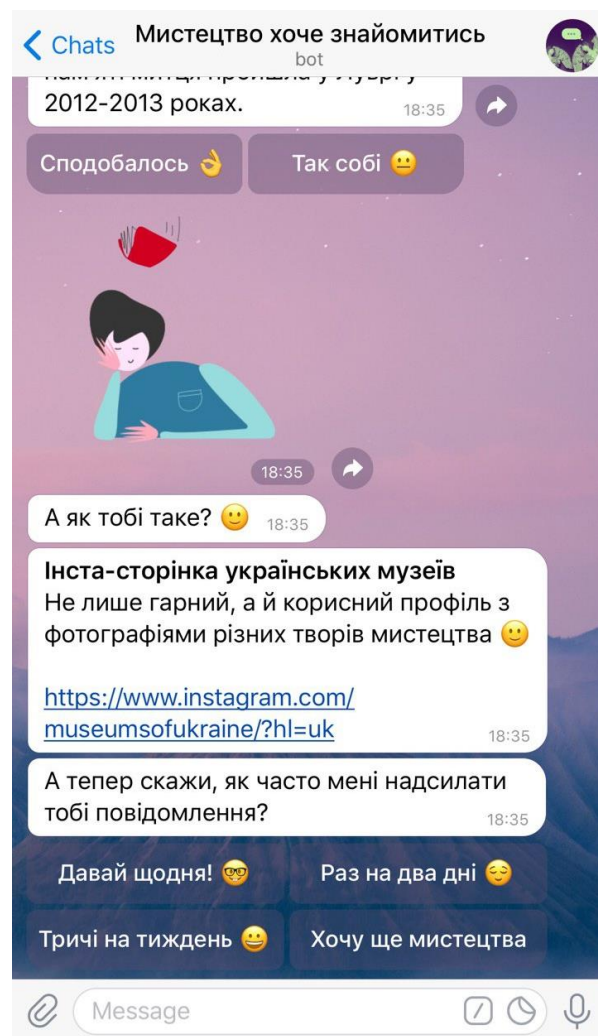 Chats
Мистецтво хоче знайомитись
bot
2012-2013 роках.
18:35
Сподобалось 👌
Так собі 😐
18:35
А як тобі таке? 🙂
18:35
Інста-сторінка українських музеїв
Не лише гарний, а й корисний профіль з
фотографіями різних творів мистецтва 🙂
https://www.instagram.com/
museumsofukraine/?hl=uk
18:35
А тепер скажи, як часто мені надсилати
тобі повідомлення?
18:35
Давай щодня! 🤓
Раз на два дні 😌
Тричі на тиждень 😀
Хочу ще мистецтва
Message